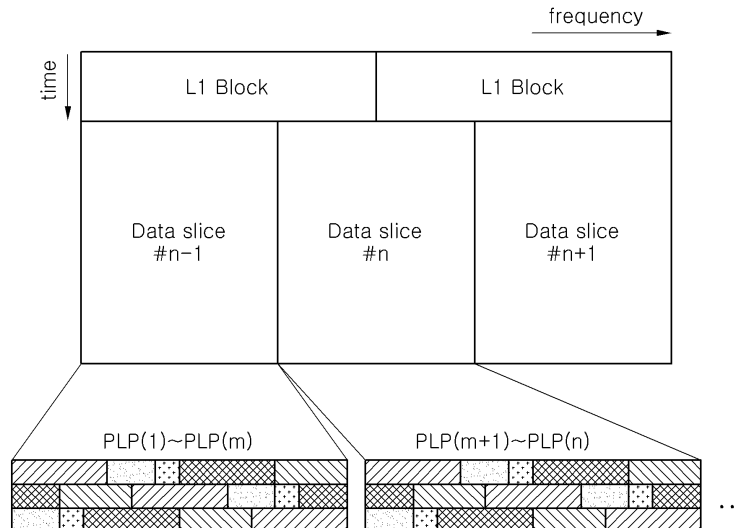 frequency
time
L1 Block
L1 Block
Data slice
#n-1
Data slice
#n
Data slice
#n+1
PLP(1)~PLP(m)
PLP(m+1)~PLP(n)
..